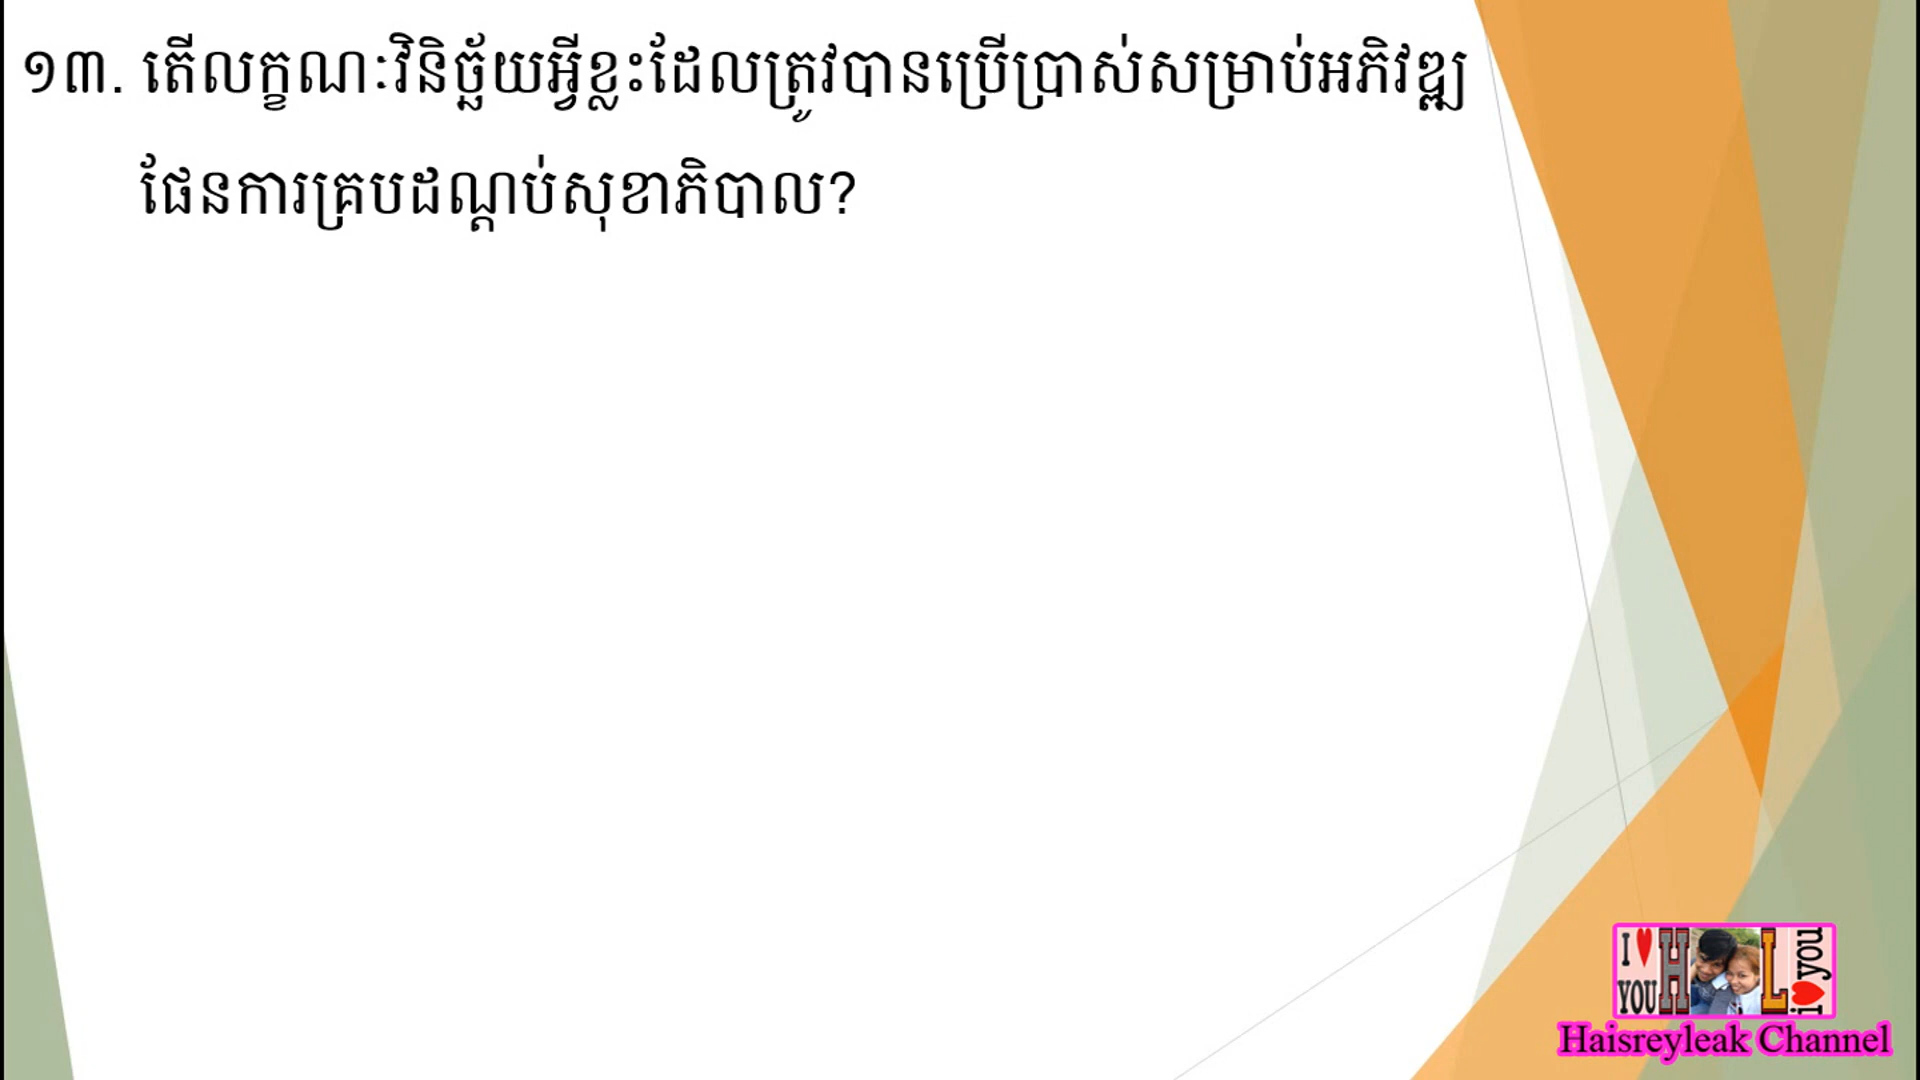 ១៣. តើលក្ខណៈវិនិច្ឆ័យអ្វីខ្លះដែលត្រូវបានប្រើប្រាស់សម្រាប់អភិវឌ្ឍ
ផែនការគ្របដណ្តប់សុខាភិបាល?
I ♥ YOU
H L
i ♥ you
Haisreyleak Channel